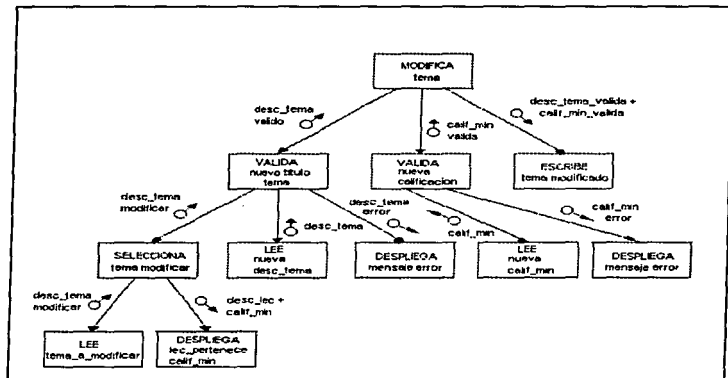 MODIFICA
tema
desc_tema
valido
calif_min
valida
desc_tema_valida +
calif_min_valida
VALIDA
nuevo titulo
tema
VALIDA
nueva
calificacion
ESCRIBE
tema modificado
desc_tema
modificar
desc_tema
desc_tema
error
calif_min
calif_min
error
SELECCIONA
tema modificar
LEE
nueva
desc_tema
DESPLIEGA
mensaje error
LEE
nueva
calif_min
DESPLIEGA
mensaje error
desc_tema
modificar
desc_lec +
calif_min
LEE
tema_a_modificar
DESPLIEGA
lec_pertenece
calif_min